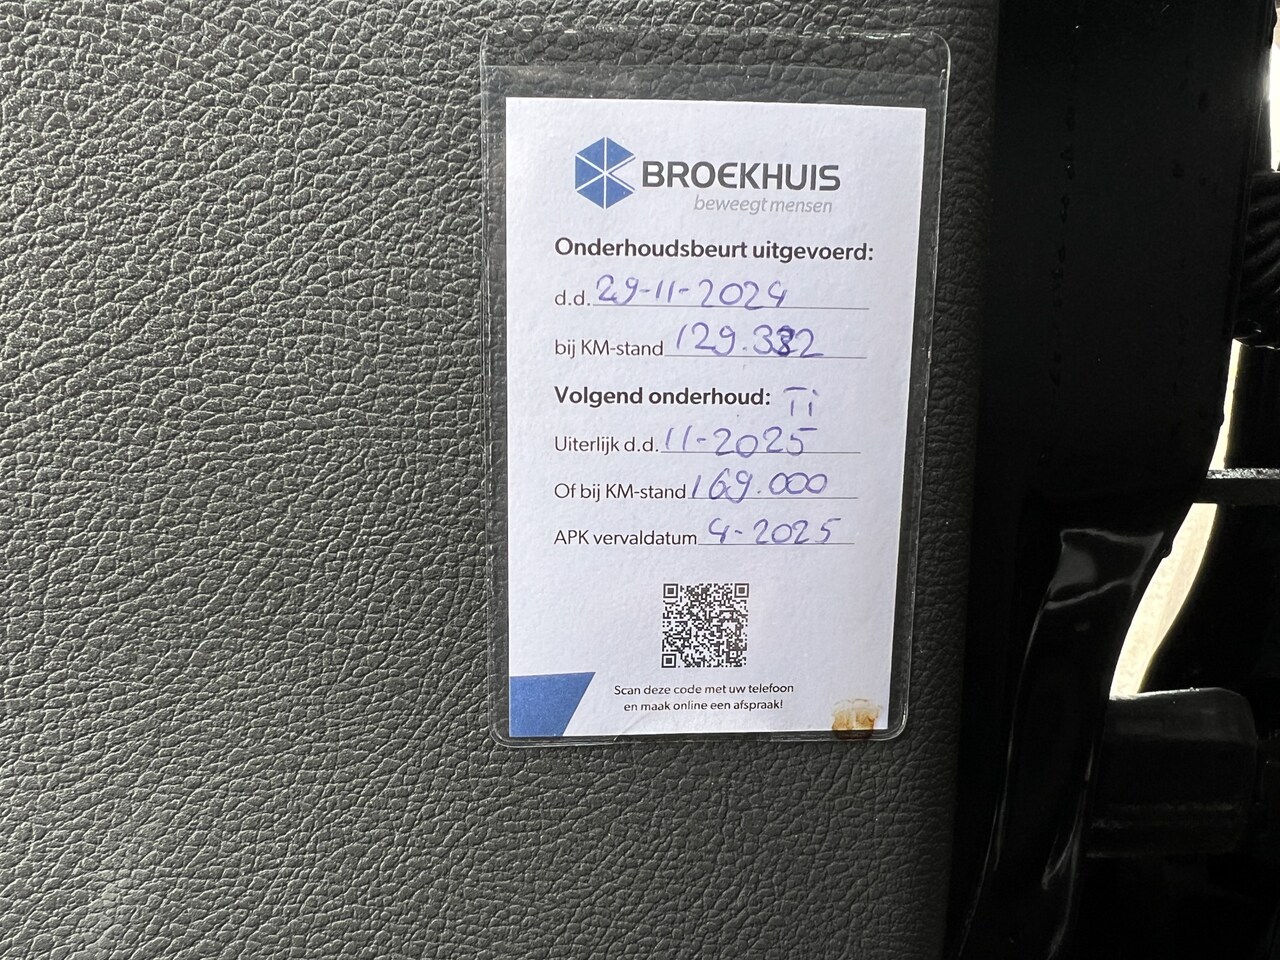 BROEKHUIS
beweegt mensen
Onderhoudsbeurt uitgevoerd:
d.d. 29-11-2024
bij KM-stand
Volgend onderhoud: Ti
Uiterlijk d.d. 11-2025
Of bij KM-stand 169.000
APK vervaldatum 4-2025
Scan deze code met uw telefoon
en maak online een afspraak!